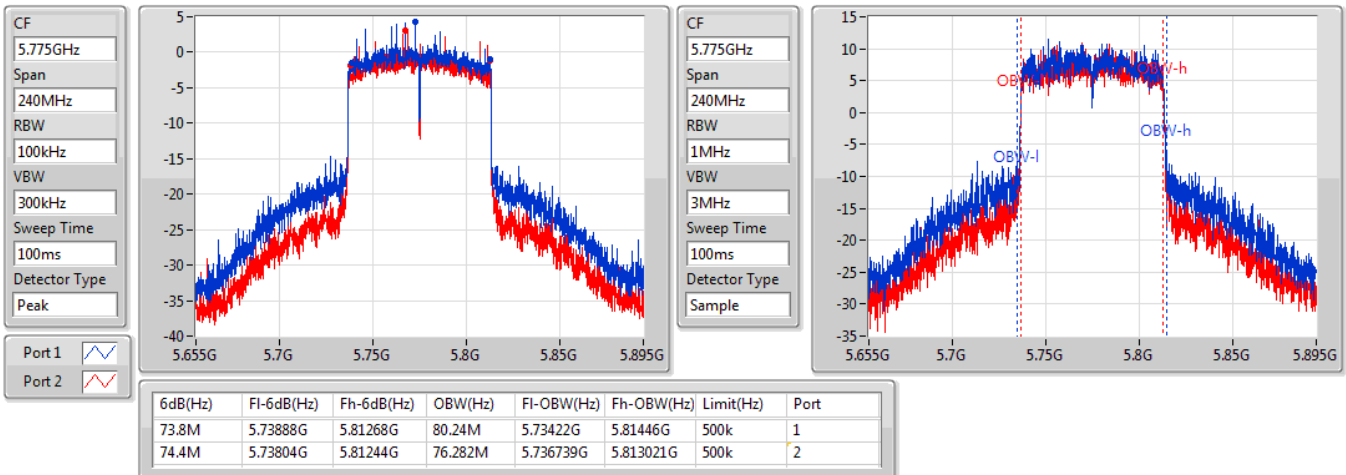 CF
5.775GHz
Span
240MHz
RBW
100kHz
VBW
300kHz
Sweep Time
100ms
Detector Type
Peak
Port 1
Port 2
5
0
-5
-10
-15
-20
-25
-30
-35
-40
5.655G 5.7G 5.75G 5.8G 5.85G 5.895G
CF
5.775GHz
Span
240MHz
RBW
1MHz
VBW
3MHz
Sweep Time
100ms
Detector Type
Sample
15
10
5
0
-5
-10
-15
-20
-25
-30
-35
OBW-h
OBW-h
OBW-l
5.655G 5.7G 5.75G 5.8G 5.85G 5.895G
6dB(Hz) Fl-6dB(Hz) Fh-6dB(Hz) OBW(Hz) Fl-OBW(Hz) Fh-OBW(Hz) Limit(Hz) Port
73.8M 5.73888G 5.81268G 80.24M 5.73422G 5.81446G 500k 1
74.4M 5.73804G 5.81244G 76.282M 5.736739G 5.813021G 500k 2